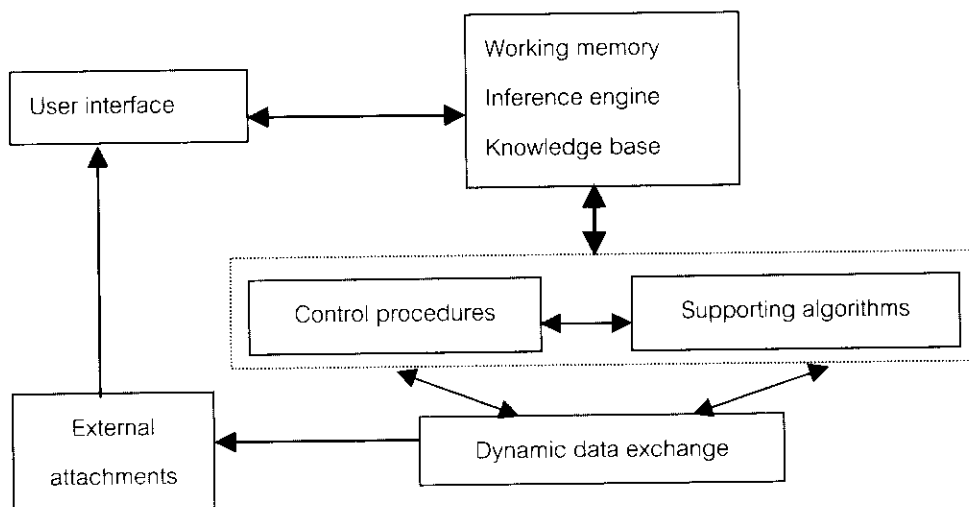 Working memory
Inference engine
Knowledge base
User interface
Control procedures
Supporting algorithms
External
attachments
Dynamic data exchange